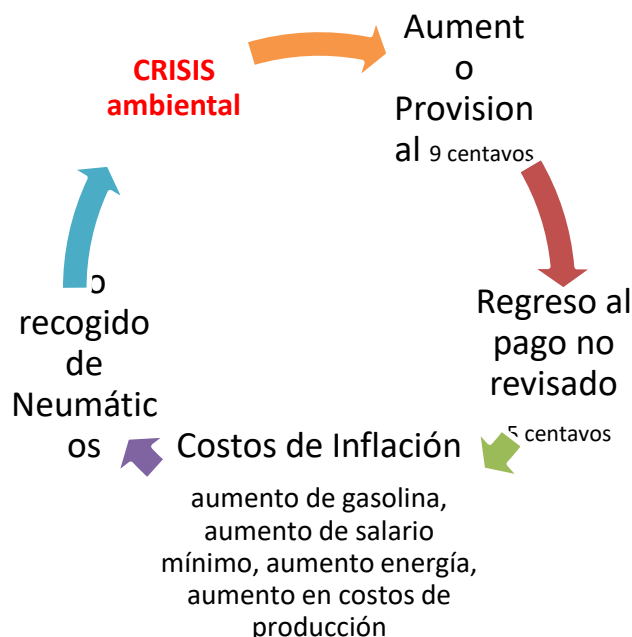 CRISIS
ambiental
Aument
o
Provision
al 9 centavos
Regreso al
pago no
revisado
5 centavos
Costos de Inflación
aumento de gasolina,
aumento de salario
mínimo, aumento energía,
aumento en costos de
producción
o
recogido
de
Neumátic
os